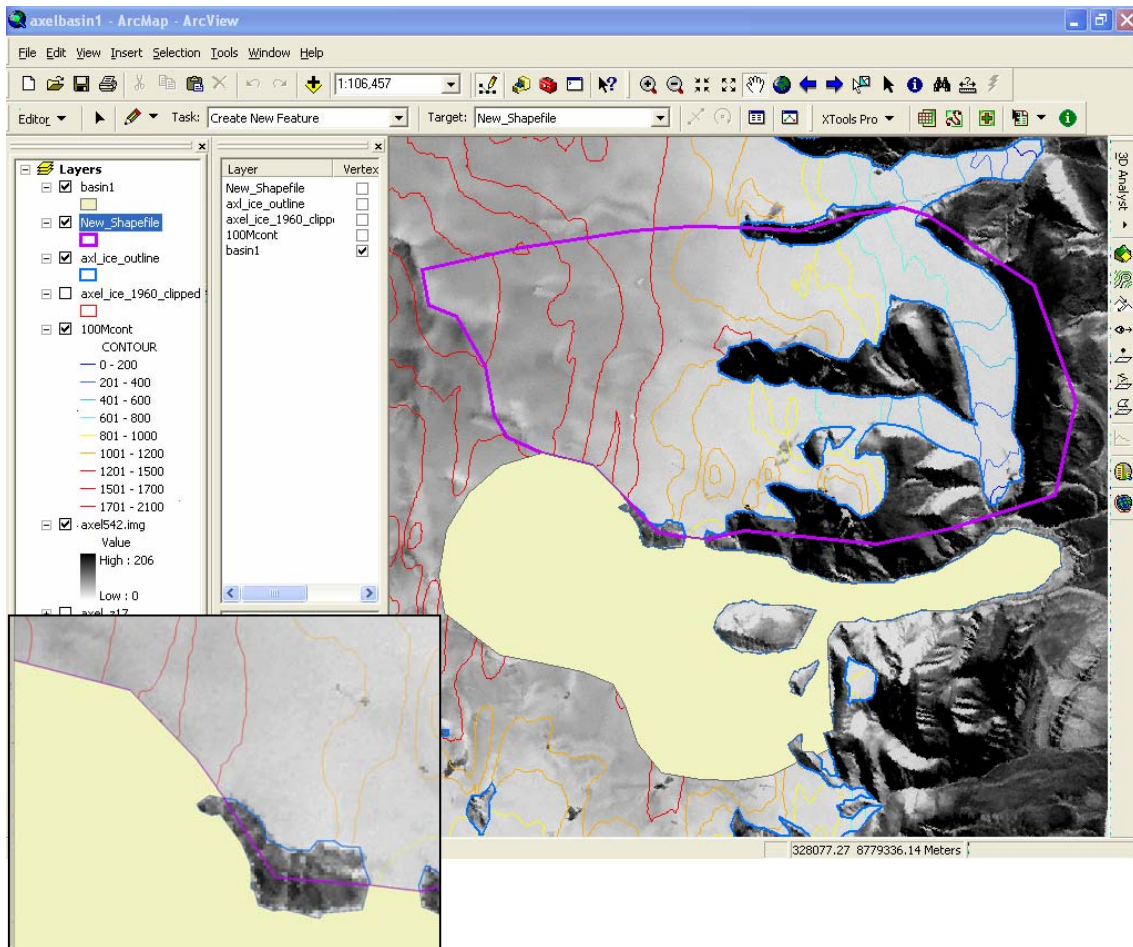 axelbasin1 - ArcMap - ArcView
File Edit View Insert Selection Tools Window Help
1:106,457
Editor Task: Create New Feature Target: New_Shapefile XTools Pro
Layers
basin1
New_Shapefile
axl_ice_outline
axel_ice_1960_clipped
100Mcont
CONTOUR
0 - 200
201 - 400
401 - 600
601 - 800
801 - 1000
1001 - 1200
1201 - 1500
1501 - 1700
1701 - 2100
axel542.img
Value
High : 206
Low : 0
axel_z17
Layer Vertex
New_Shapefile
axl_ice_outline
axel_ice_1960_clipp
100Mcont
basin1
3D Analyst
328077.27 8779336.14 Meters